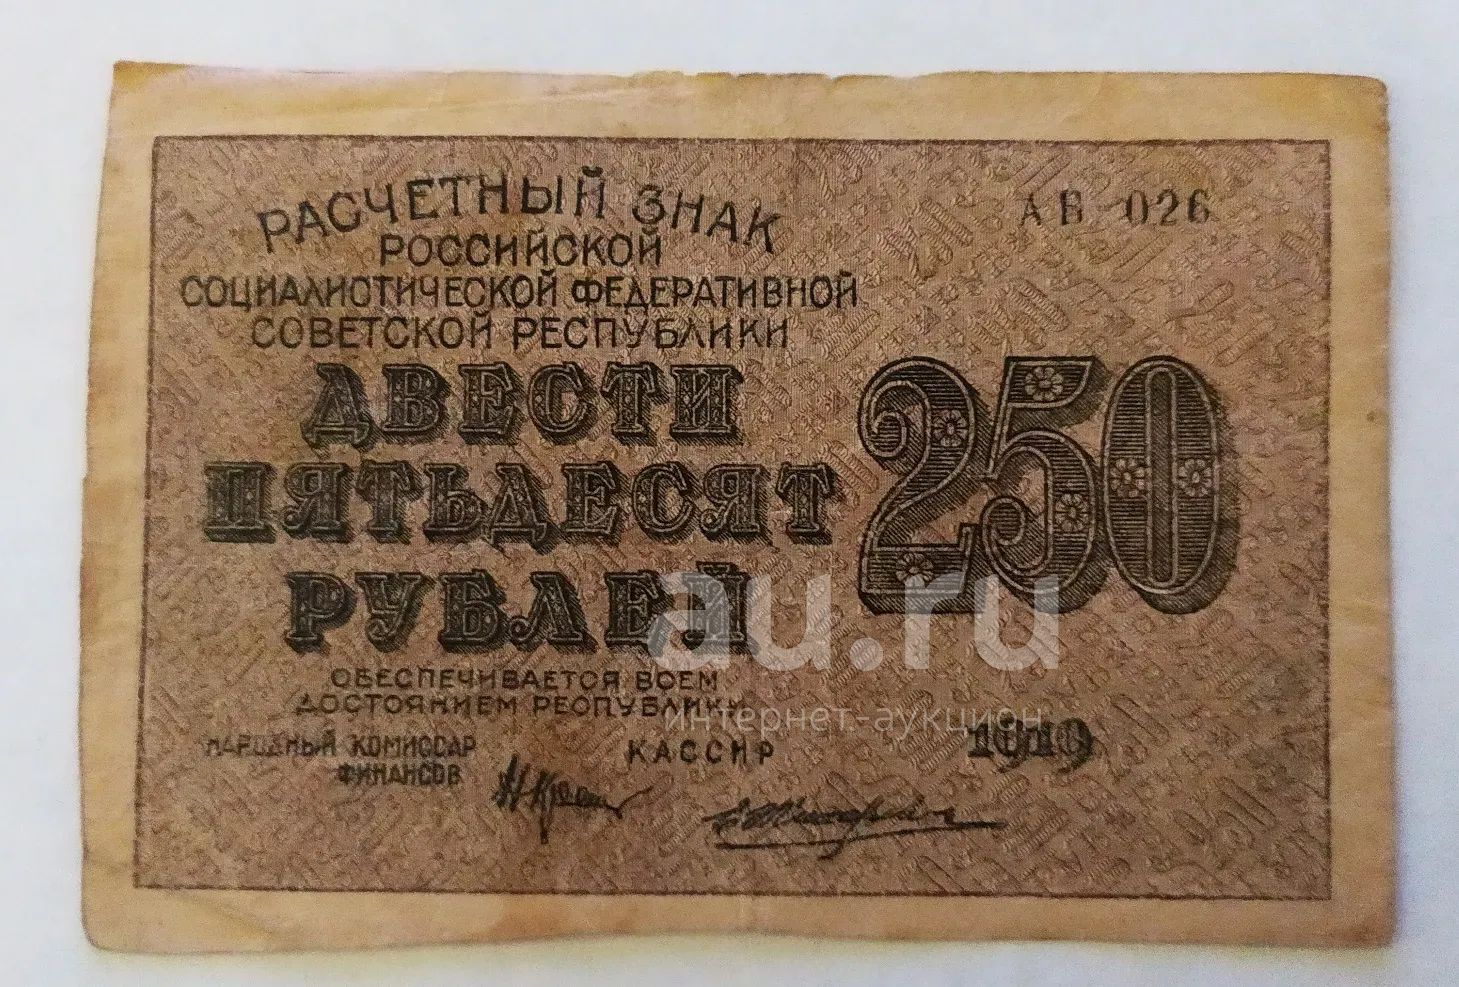 РАСЧЕТНЫЙ ЗНАК
РОССИЙСКОЙ
СОЦИАЛИСТИЧЕСКОЙ ФЕДЕРАТИВНОЙ
СОВЕТСКОЙ РЕСПУБЛИКИ
АВ 026
ДВЕСТИ
ПЯТЬДЕСЯТ
РУБЛЕЙ
250
ОБЕСПЕЧИВАЕТСЯ ВСЕМ
ДОСТОЯНИЕМ РЕСПУБЛИКИ
НАРОДНЫЙ КОМИССАР
ФИНАНСОВ
КАССИР
1919
au.ru
интернет-аукцион